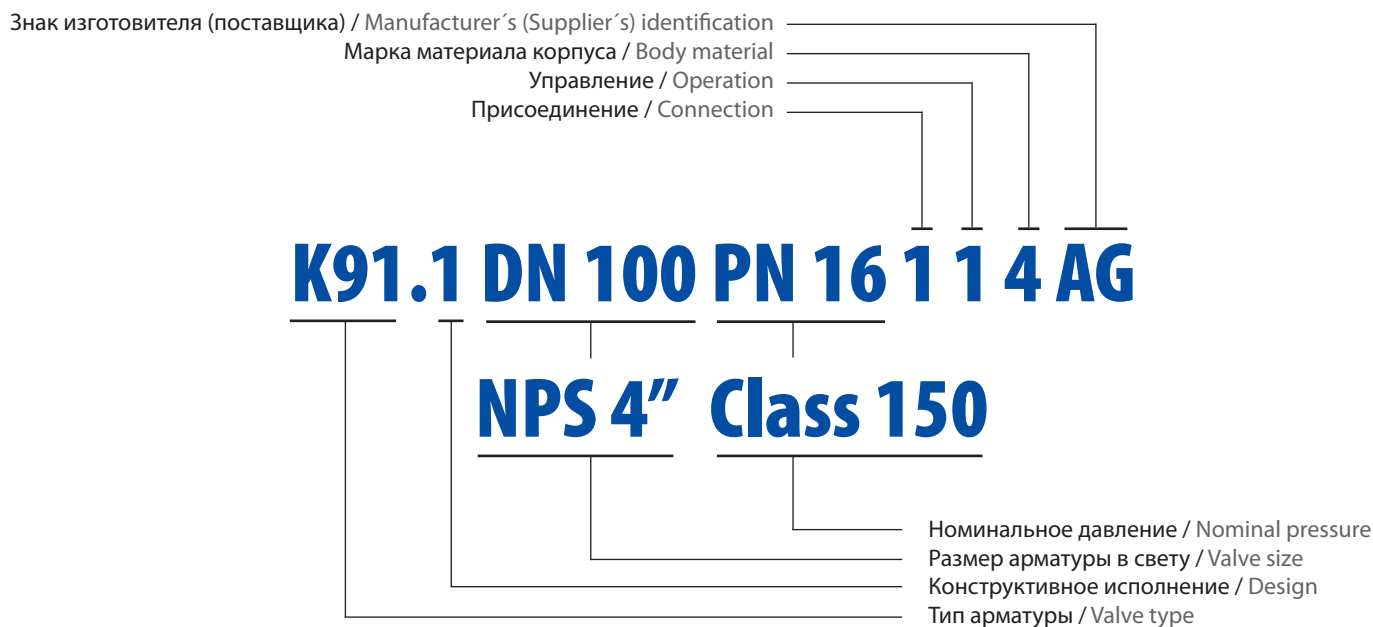 Знак изготовителя (поставщика) / Manufacturer´s (Supplier´s) identification
Марка материала корпуса / Body material
Управление / Operation
Присоединение / Connection
K91.1 DN 100 PN 16 1 1 4 AG
NPS 4″ Class 150
Номинальное давление / Nominal pressure
Размер арматуры в свету / Valve size
Конструктивное исполнение / Design
Тип арматуры / Valve type